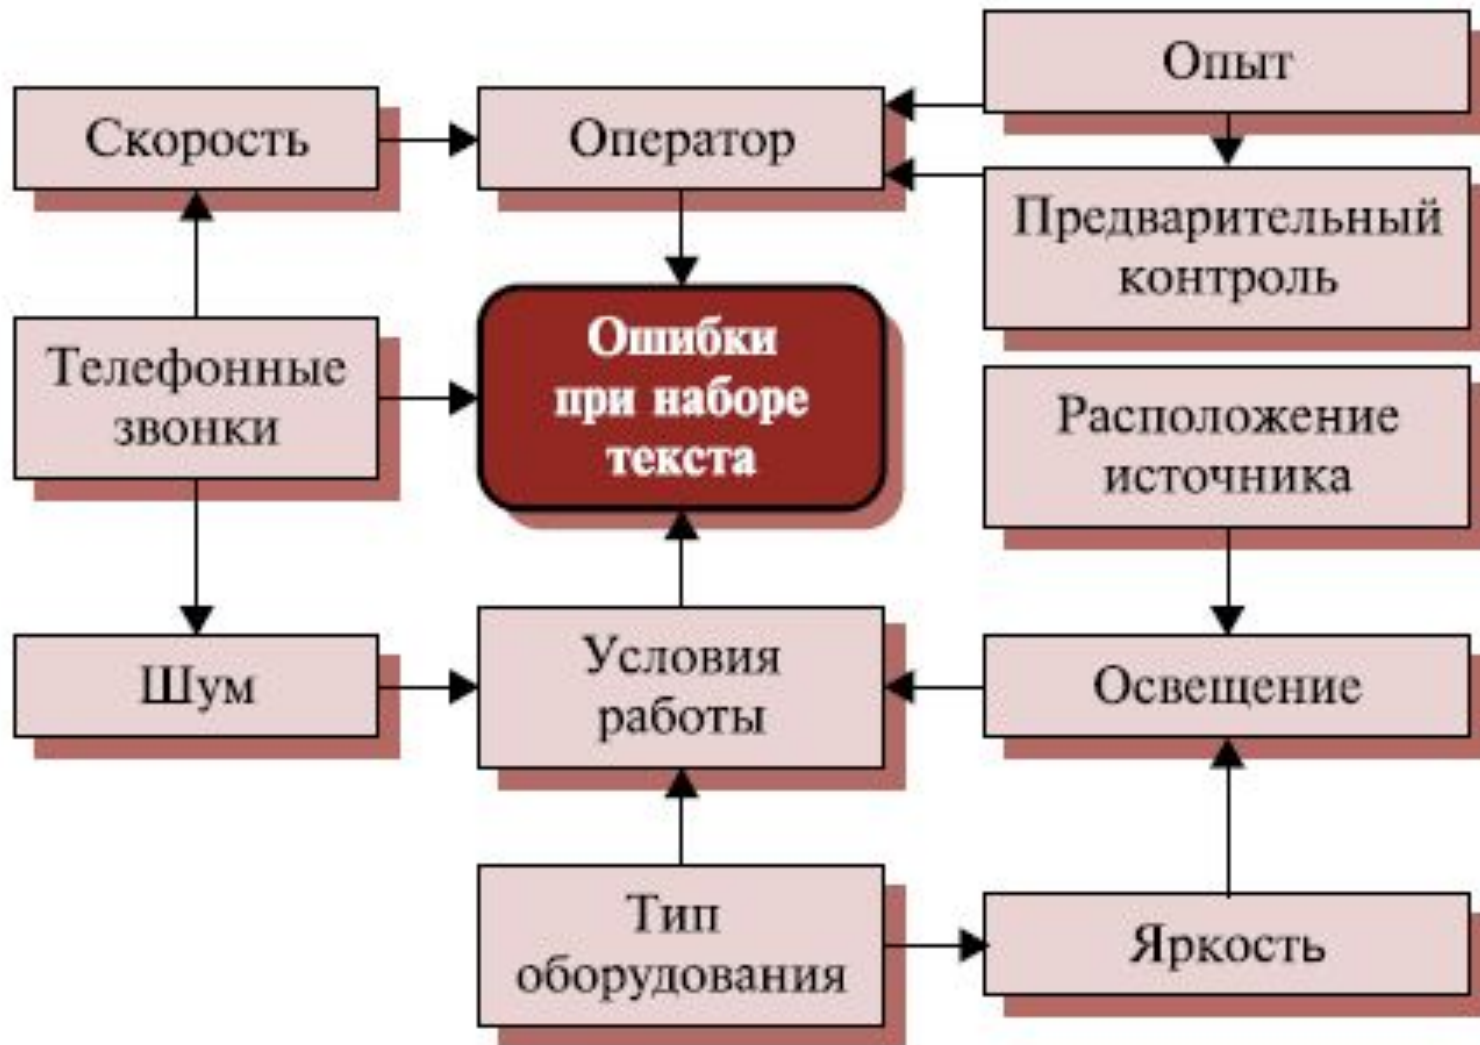 Опыт
Скорость
Оператор
Предварительный
контроль
Ошибки
при наборе
текста
Телефонные
звонки
Расположение
источника
Шум
Условия
работы
Освещение
Тип
оборудования
Яркость